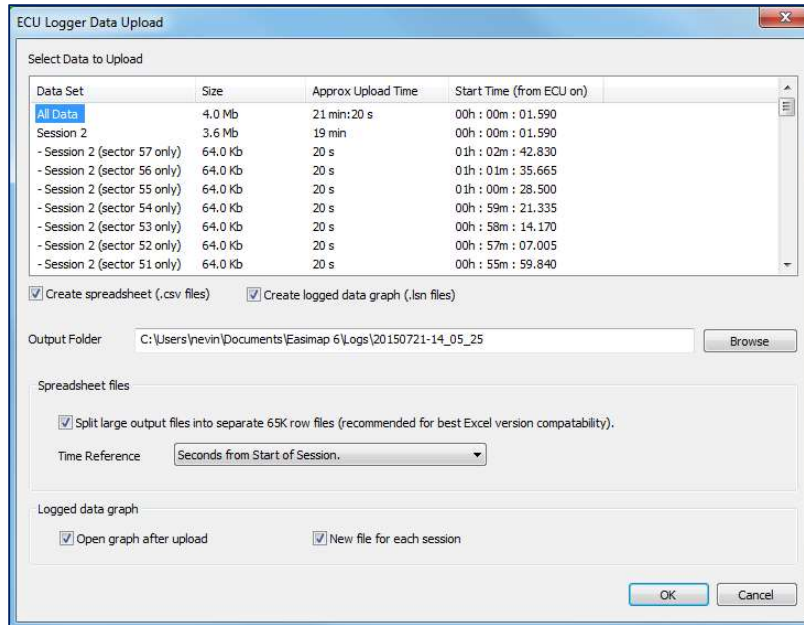 ECU Logger Data Upload
Select Data to Upload
Data Set Size Approx Upload Time Start Time (from ECU on)
All Data 4.0 Mb 21 min:20 s 00h : 00m : 01.590
Session 2 3.6 Mb 19 min 00h : 00m : 01.590
- Session 2 (sector 57 only) 64.0 Kb 20 s 01h : 02m : 42.830
- Session 2 (sector 56 only) 64.0 Kb 20 s 01h : 01m : 35.665
- Session 2 (sector 55 only) 64.0 Kb 20 s 01h : 00m : 28.500
- Session 2 (sector 54 only) 64.0 Kb 20 s 00h : 59m : 21.335
- Session 2 (sector 53 only) 64.0 Kb 20 s 00h : 58m : 14.170
- Session 2 (sector 52 only) 64.0 Kb 20 s 00h : 57m : 07.005
- Session 2 (sector 51 only) 64.0 Kb 20 s 00h : 55m : 59.840
Create spreadsheet (.csv files) Create logged data graph (.lsn files)
Output Folder C:\Users\nevin\Documents\Easimap 6\Logs\20150721-14_05_25 Browse
Spreadsheet files
Split large output files into separate 65K row files (recommended for best Excel version compatability).
Time Reference Seconds from Start of Session.
Logged data graph
Open graph after upload New file for each session
OK Cancel